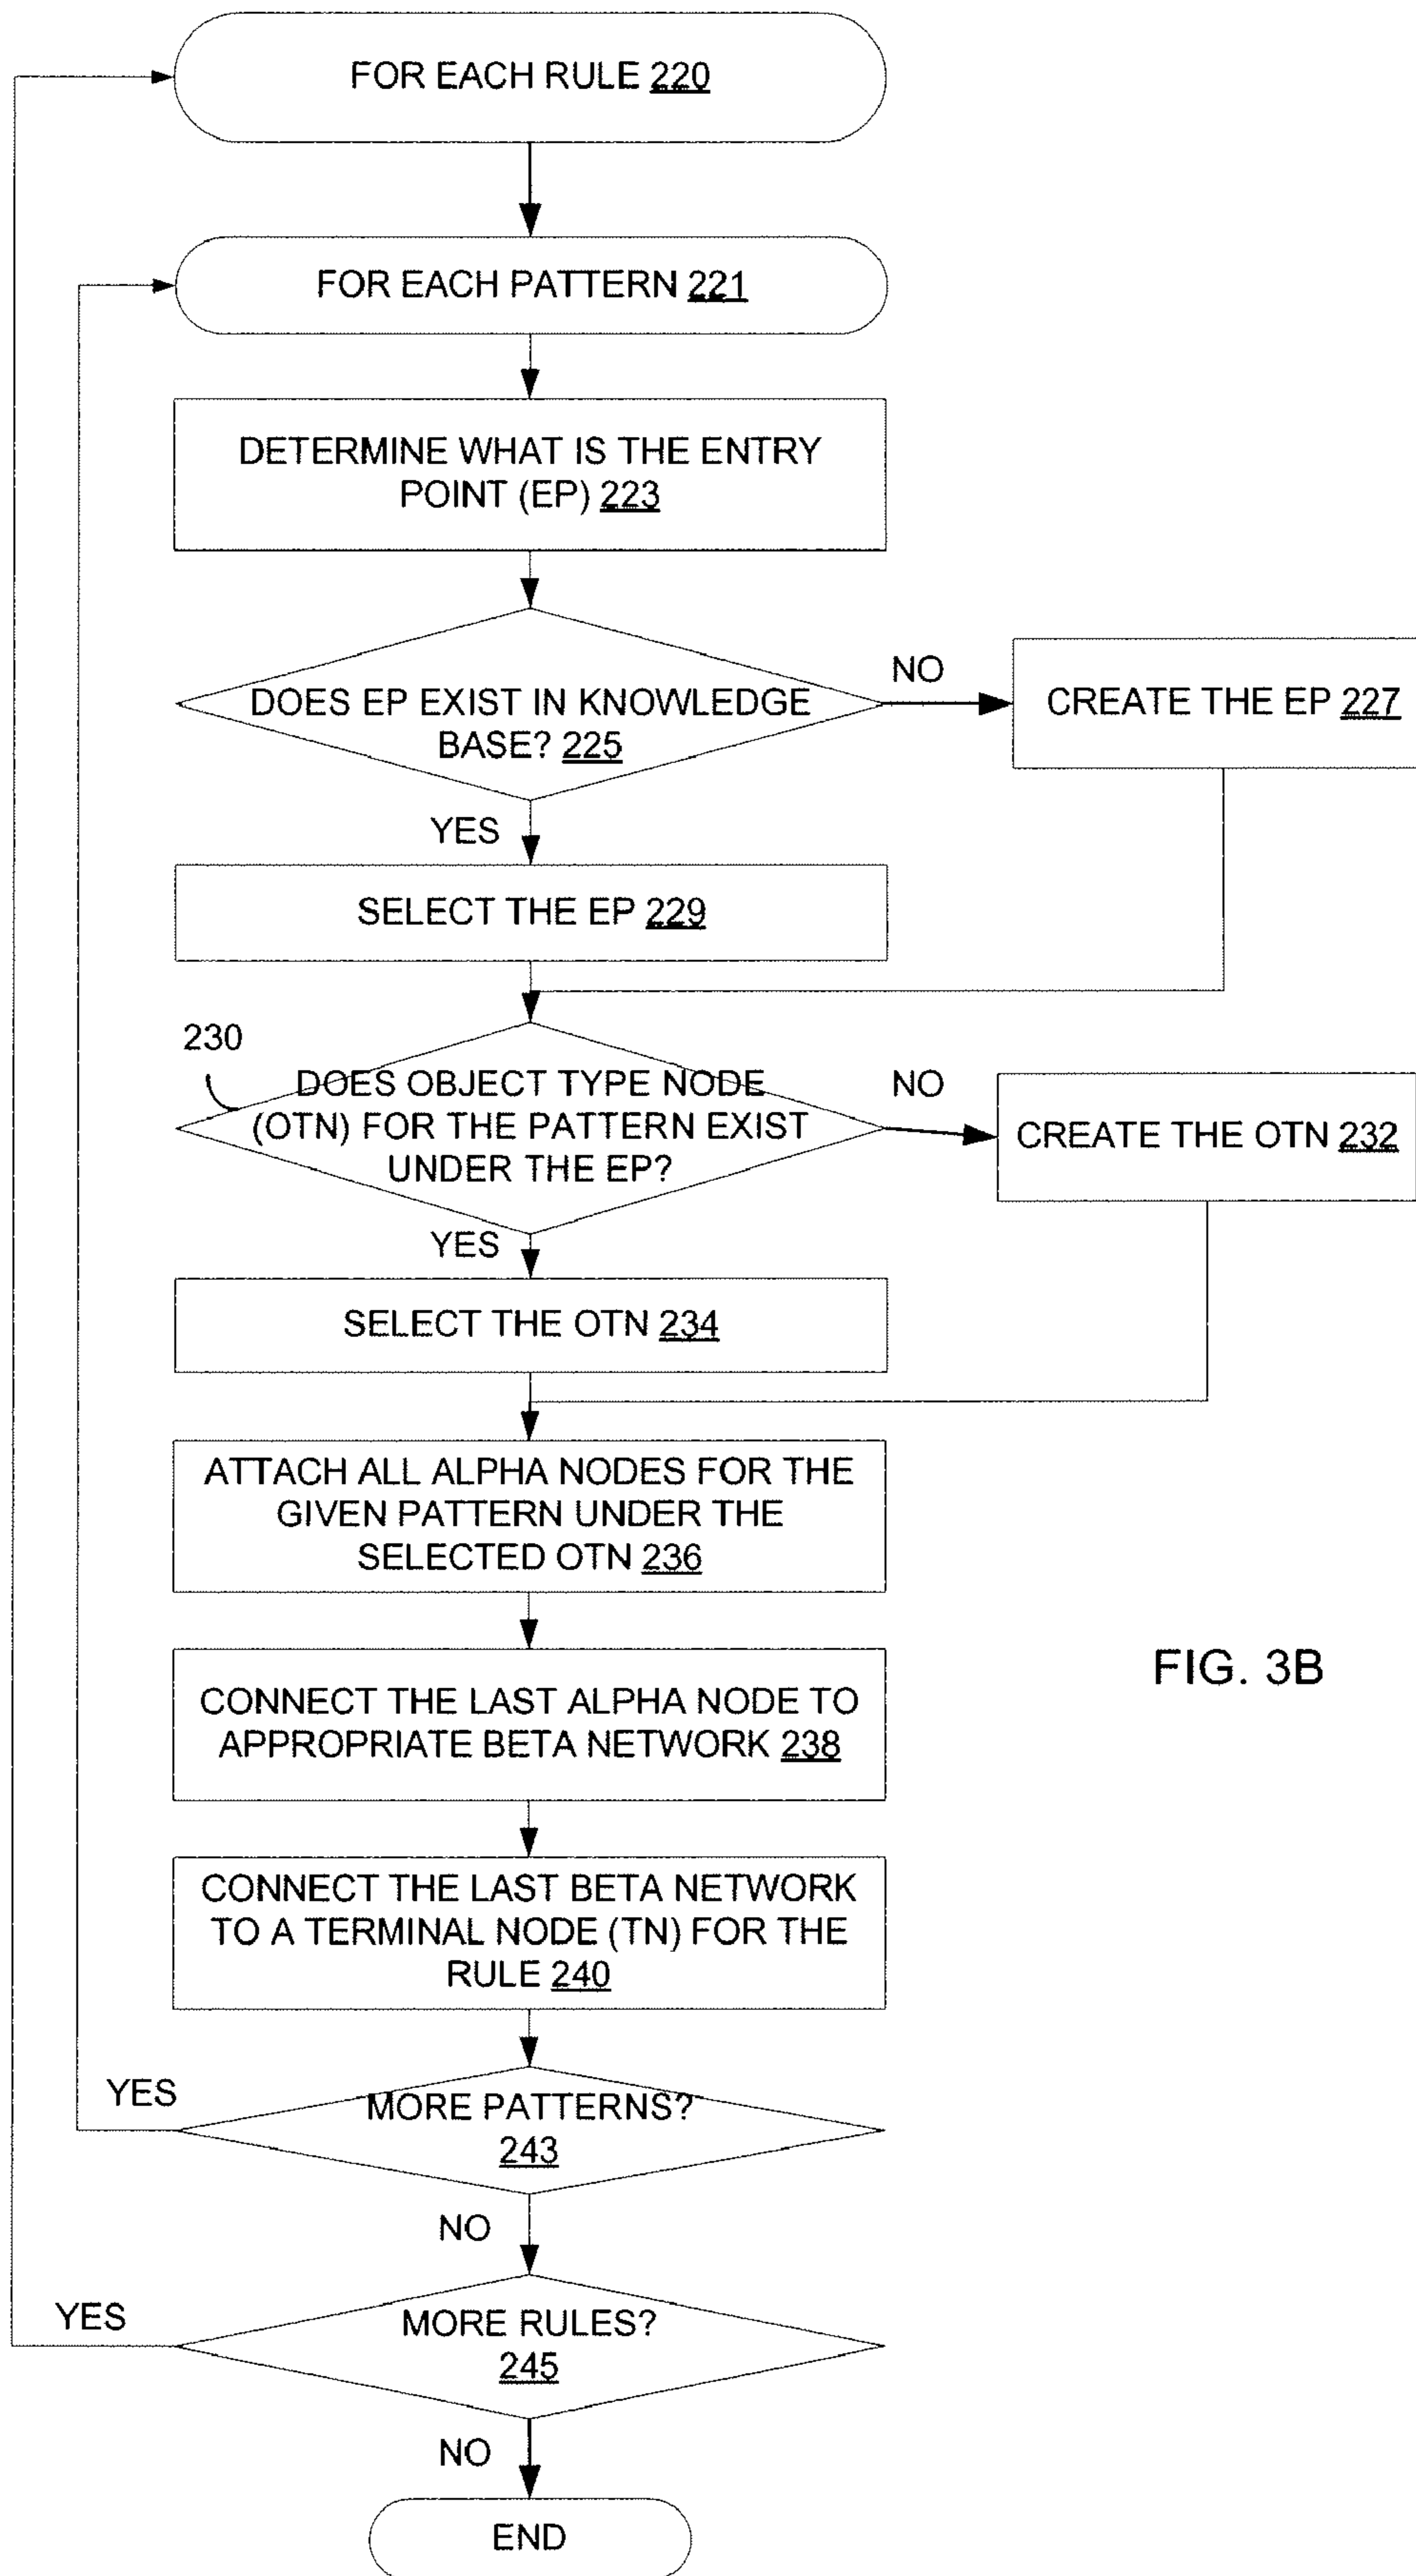 FOR EACH RULE 220
FOR EACH PATTERN 221
DETERMINE WHAT IS THE ENTRY
POINT (EP) 223
DOES EP EXIST IN KNOWLEDGE
BASE? 225
NO
CREATE THE EP 227
YES
SELECT THE EP 229
230
DOES OBJECT TYPE NODE
(OTN) FOR THE PATTERN EXIST
UNDER THE EP?
NO
CREATE THE OTN 232
YES
SELECT THE OTN 234
ATTACH ALL ALPHA NODES FOR THE
GIVEN PATTERN UNDER THE
SELECTED OTN 236
CONNECT THE LAST ALPHA NODE TO
APPROPRIATE BETA NETWORK 238
FIG. 3B
CONNECT THE LAST BETA NETWORK
TO A TERMINAL NODE (TN) FOR THE
RULE 240
YES
MORE PATTERNS?
243
NO
YES
MORE RULES?
245
NO
END